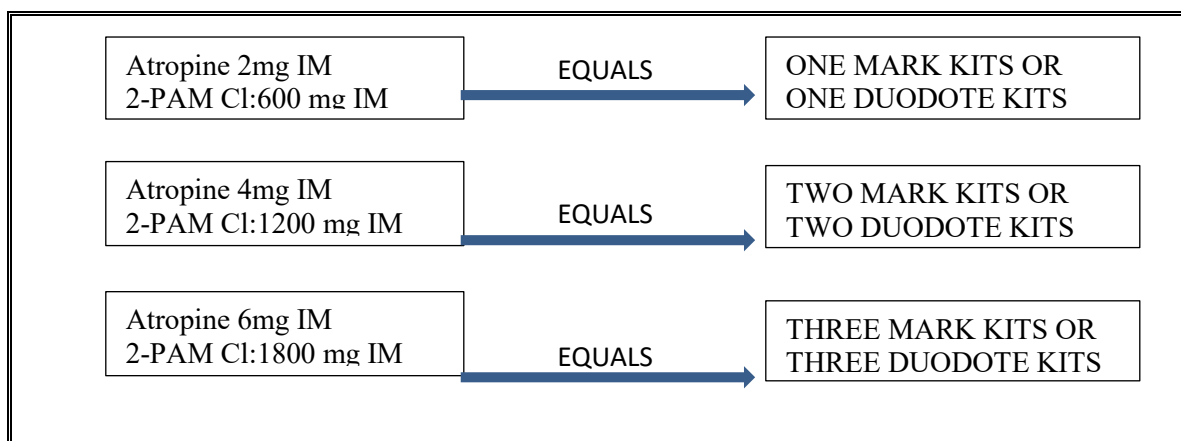 Atropine 2mg IM
2-PAM Cl:600 mg IM
EQUALS
ONE MARK KITS OR
ONE DUODOTE KITS
Atropine 4mg IM
2-PAM Cl:1200 mg IM
EQUALS
TWO MARK KITS OR
TWO DUODOTE KITS
Atropine 6mg IM
2-PAM Cl:1800 mg IM
EQUALS
THREE MARK KITS OR
THREE DUODOTE KITS